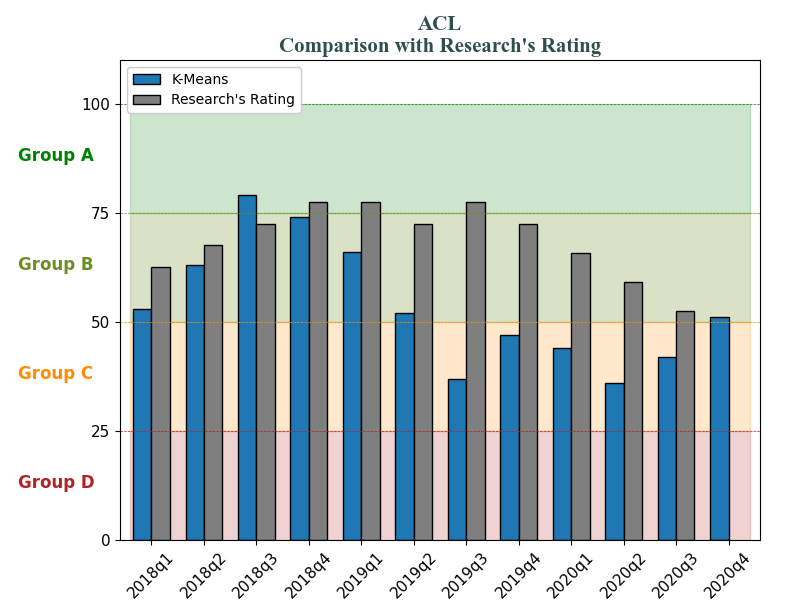 ACL
Comparison with Research's Rating
K-Means
Research's Rating
100
Group A
75
Group B
50
Group C
25
Group D
0
2018q1
2018q2
2018q3
2018q4
2019q1
2019q2
2019q3
2019q4
2020q1
2020q2
2020q3
2020q4